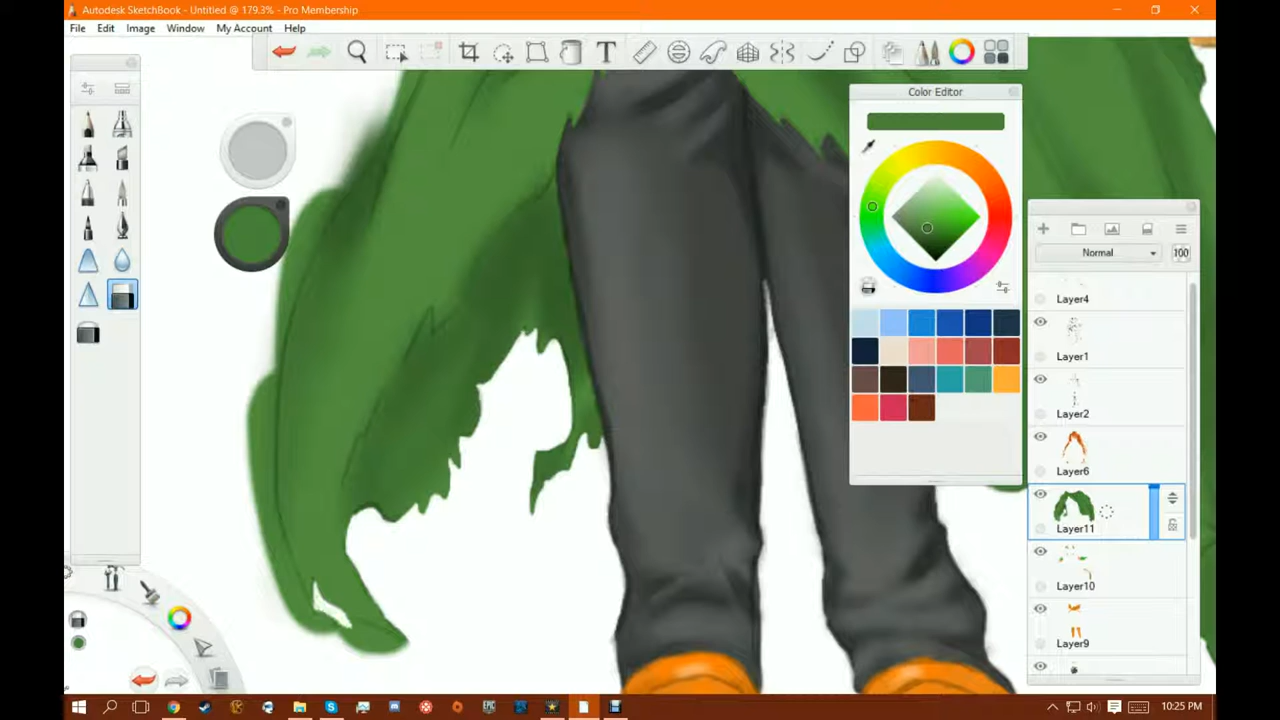 Autodesk SketchBook - Untitled @ 179.3% - Pro Membership
File Edit Image Window My Account Help
T
Color Editor
Normal 100
Layer4
Layer1
Layer2
Layer6
Layer11
Layer10
Layer9
10:25 PM